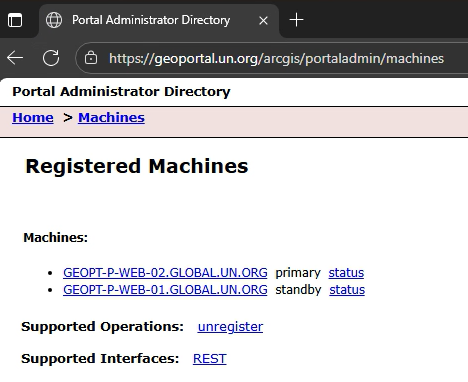 Portal Administrator Directory
https://geoportal.un.org/arcgis/portaladmin/machines
Portal Administrator Directory
Home > Machines
Registered Machines
Machines:
• GEOPT-P-WEB-02.GLOBAL.UN.ORG primary status
• GEOPT-P-WEB-01.GLOBAL.UN.ORG standby status
Supported Operations: unregister
Supported Interfaces: REST